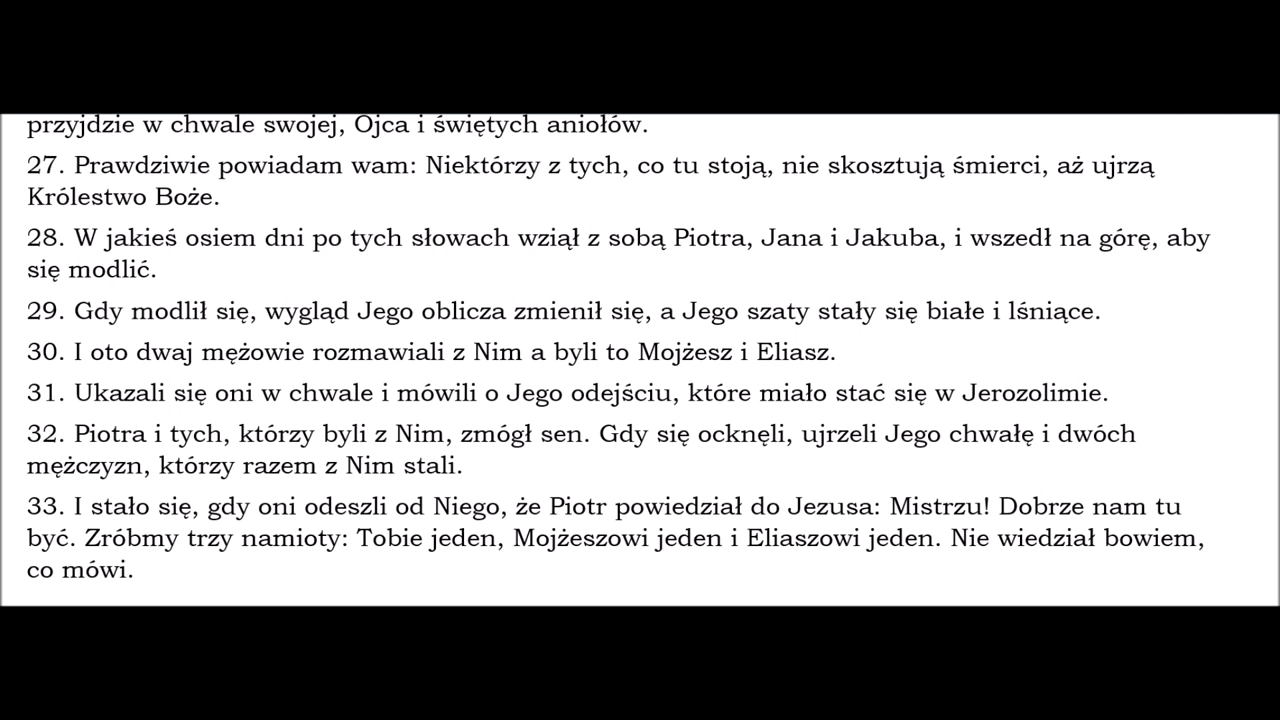 przyjdzie w chwale swojej, Ojca i świętych aniołów.
27. Prawdziwie powiadam wam: Niektórzy z tych, co tu stoją, nie skosztują śmierci, aż ujrzą
Królestwo Boże.
28. W jakieś osiem dni po tych słowach wziął z sobą Piotra, Jana i Jakuba, i wszedł na górę, aby
się modlić.
29. Gdy modlił się, wygląd Jego oblicza zmienił się, a Jego szaty stały się białe i lśniące.
30. I oto dwaj mężowie rozmawiali z Nim a byli to Mojżesz i Eliasz.
31. Ukazali się oni w chwale i mówili o Jego odejściu, które miało stać się w Jerozolimie.
32. Piotra i tych, którzy byli z Nim, zmógł sen. Gdy się ocknęli, ujrzeli Jego chwałę i dwóch
mężczyzn, którzy razem z Nim stali.
33. I stało się, gdy oni odeszli od Niego, że Piotr powiedział do Jezusa: Mistrzu! Dobrze nam tu
być. Zróbmy trzy namioty: Tobie jeden, Mojżeszowi jeden i Eliaszowi jeden. Nie wiedział bowiem,
co mówi.